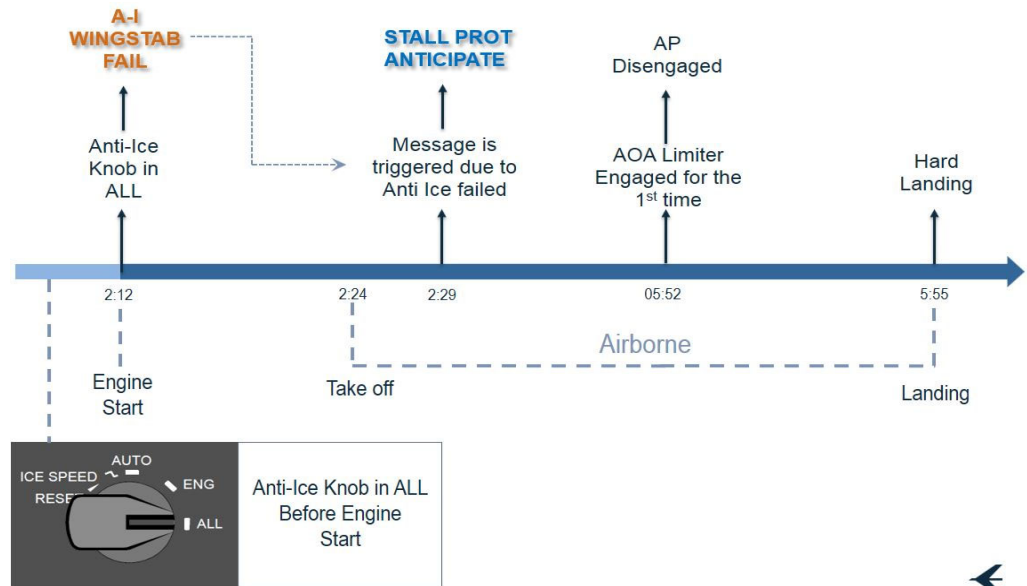 A-I
WINGSTAB
FAIL
STALL PROT
ANTICIPATE
AP
Disengaged
Anti-Ice
Knob in
ALL
Message is
triggered due to
Anti Ice failed
AOA Limiter
Engaged for the
1st time
Hard
Landing
2:12
2:24
2:29
05:52
5:55
Airborne
Engine
Start
Take off
Landing
AUTO
ICE SPEED
RESET
ENG
ALL
Anti-Ice Knob in ALL
Before Engine
Start